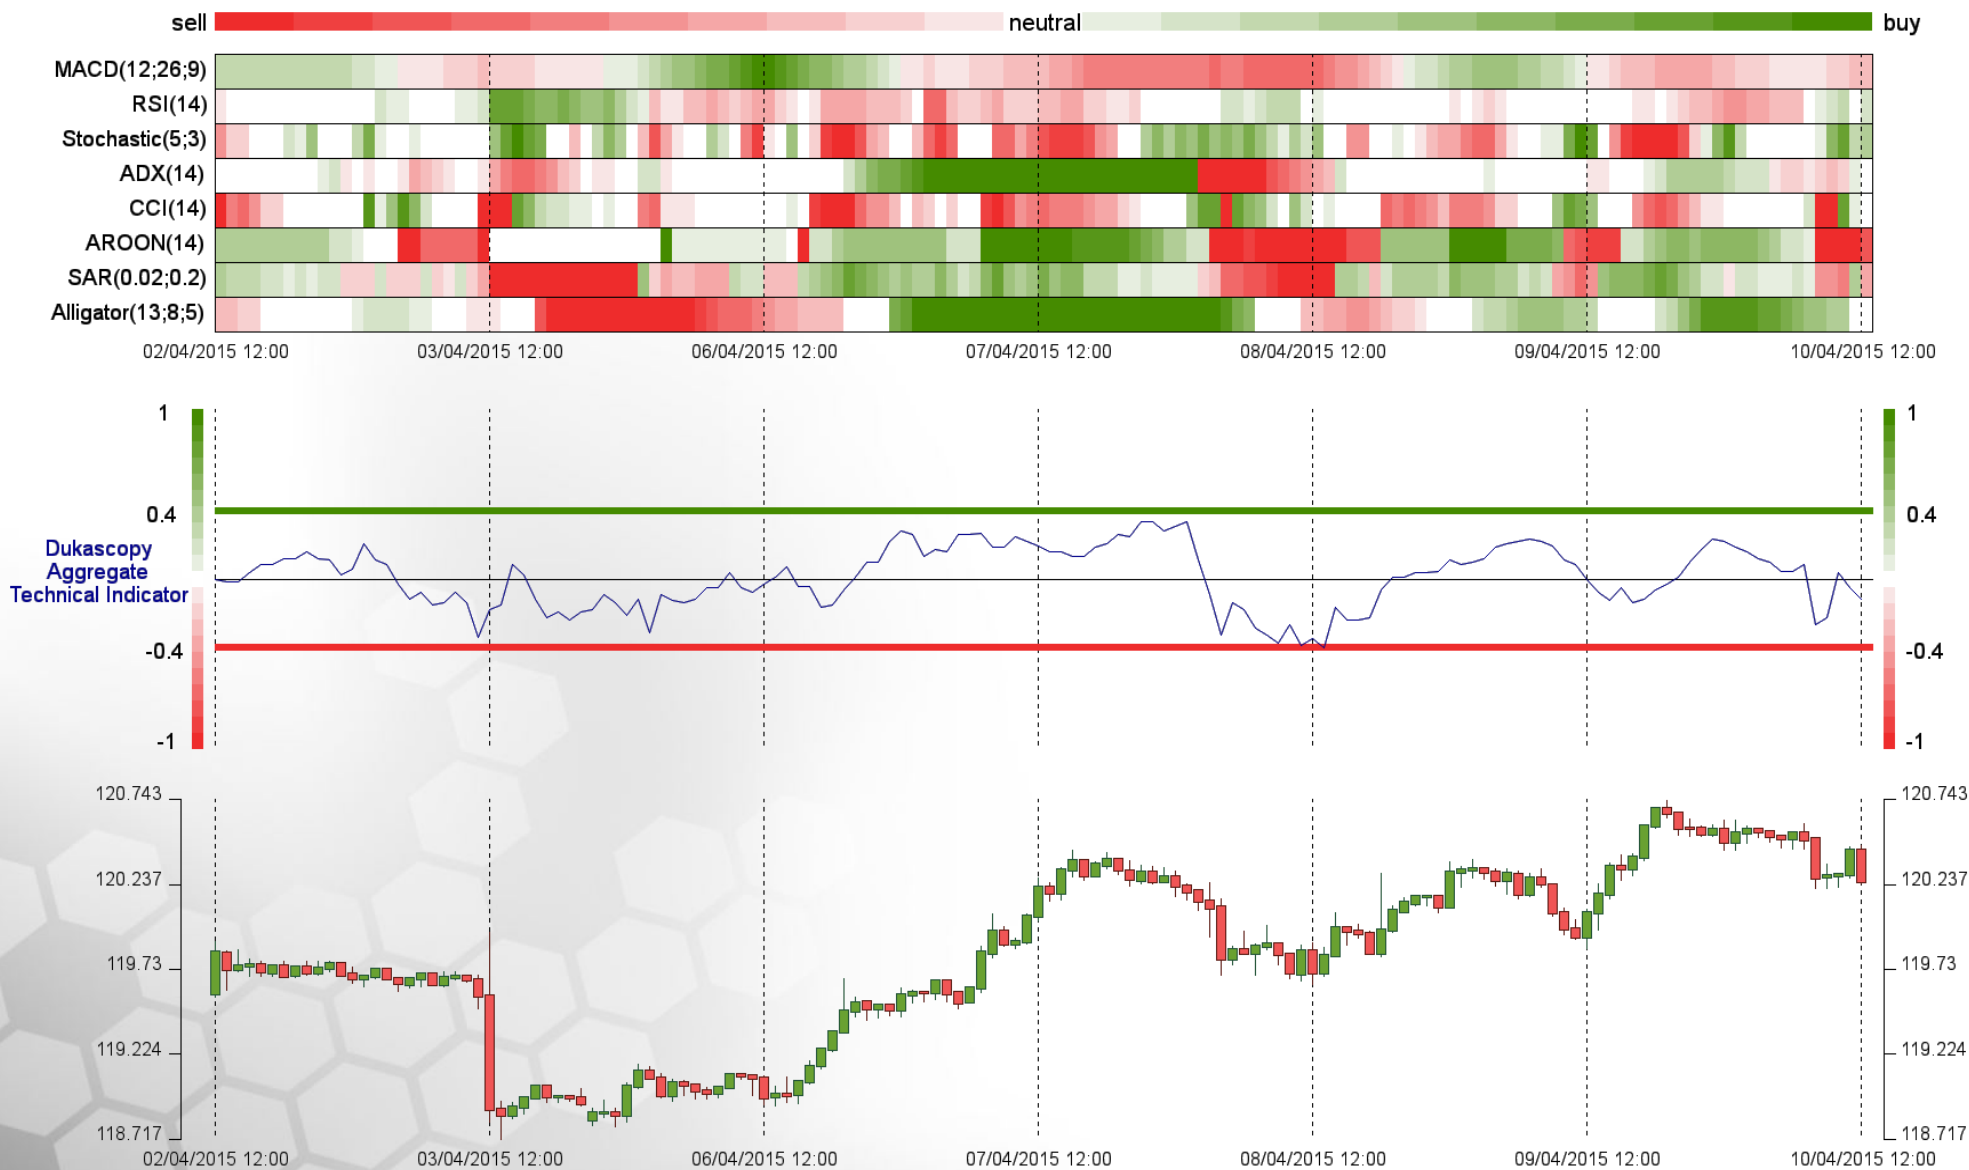 sell neutral buy
MACD(12;26;9)
RSI(14)
Stochastic(5;3)
ADX(14)
CCI(14)
AROON(14)
SAR(0.02;0.2)
Alligator(13;8;5)
02/04/2015 12:00 03/04/2015 12:00 06/04/2015 12:00 07/04/2015 12:00 08/04/2015 12:00 09/04/2015 12:00 10/04/2015 12:00
1 1
0.4 0.4
Dukascopy
Aggregate
Technical Indicator
-0.4 -0.4
-1 -1
120.743 120.743
120.237 120.237
119.73 119.73
119.224 119.224
118.717 118.717
02/04/2015 12:00 03/04/2015 12:00 06/04/2015 12:00 07/04/2015 12:00 08/04/2015 12:00 09/04/2015 12:00 10/04/2015 12:00